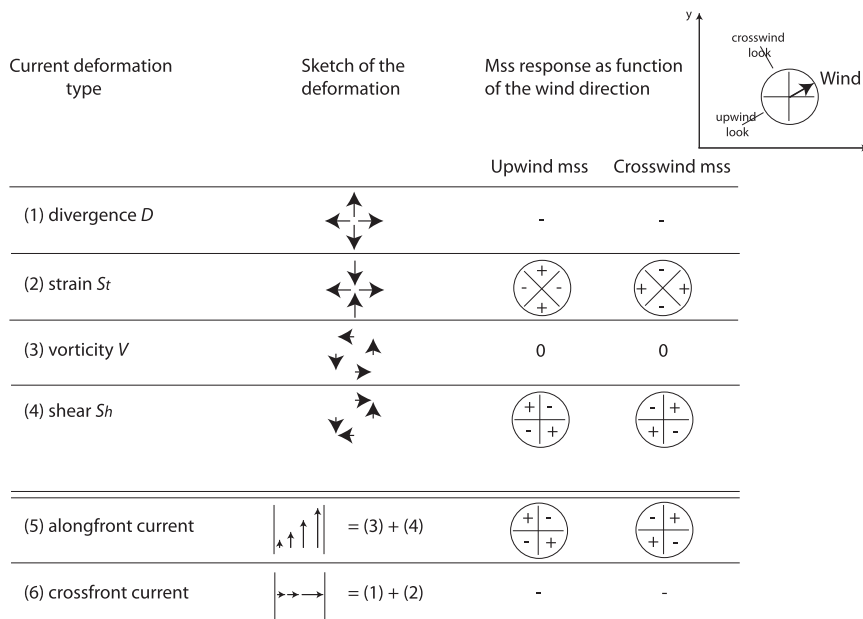 y
crosswind
look
Wind
upwind
look
Current deformation
type
Sketch of the
deformation
Mss response as function
of the wind direction
Upwind mss Crosswind mss
(1) divergence D - -
(2) strain St + - - + - + + -
(3) vorticity V 0 0
(4) shear Sh + - - + - + + -
(5) alongfront current = (3) + (4) + - - + - + + -
(6) crossfront current = (1) + (2) - -